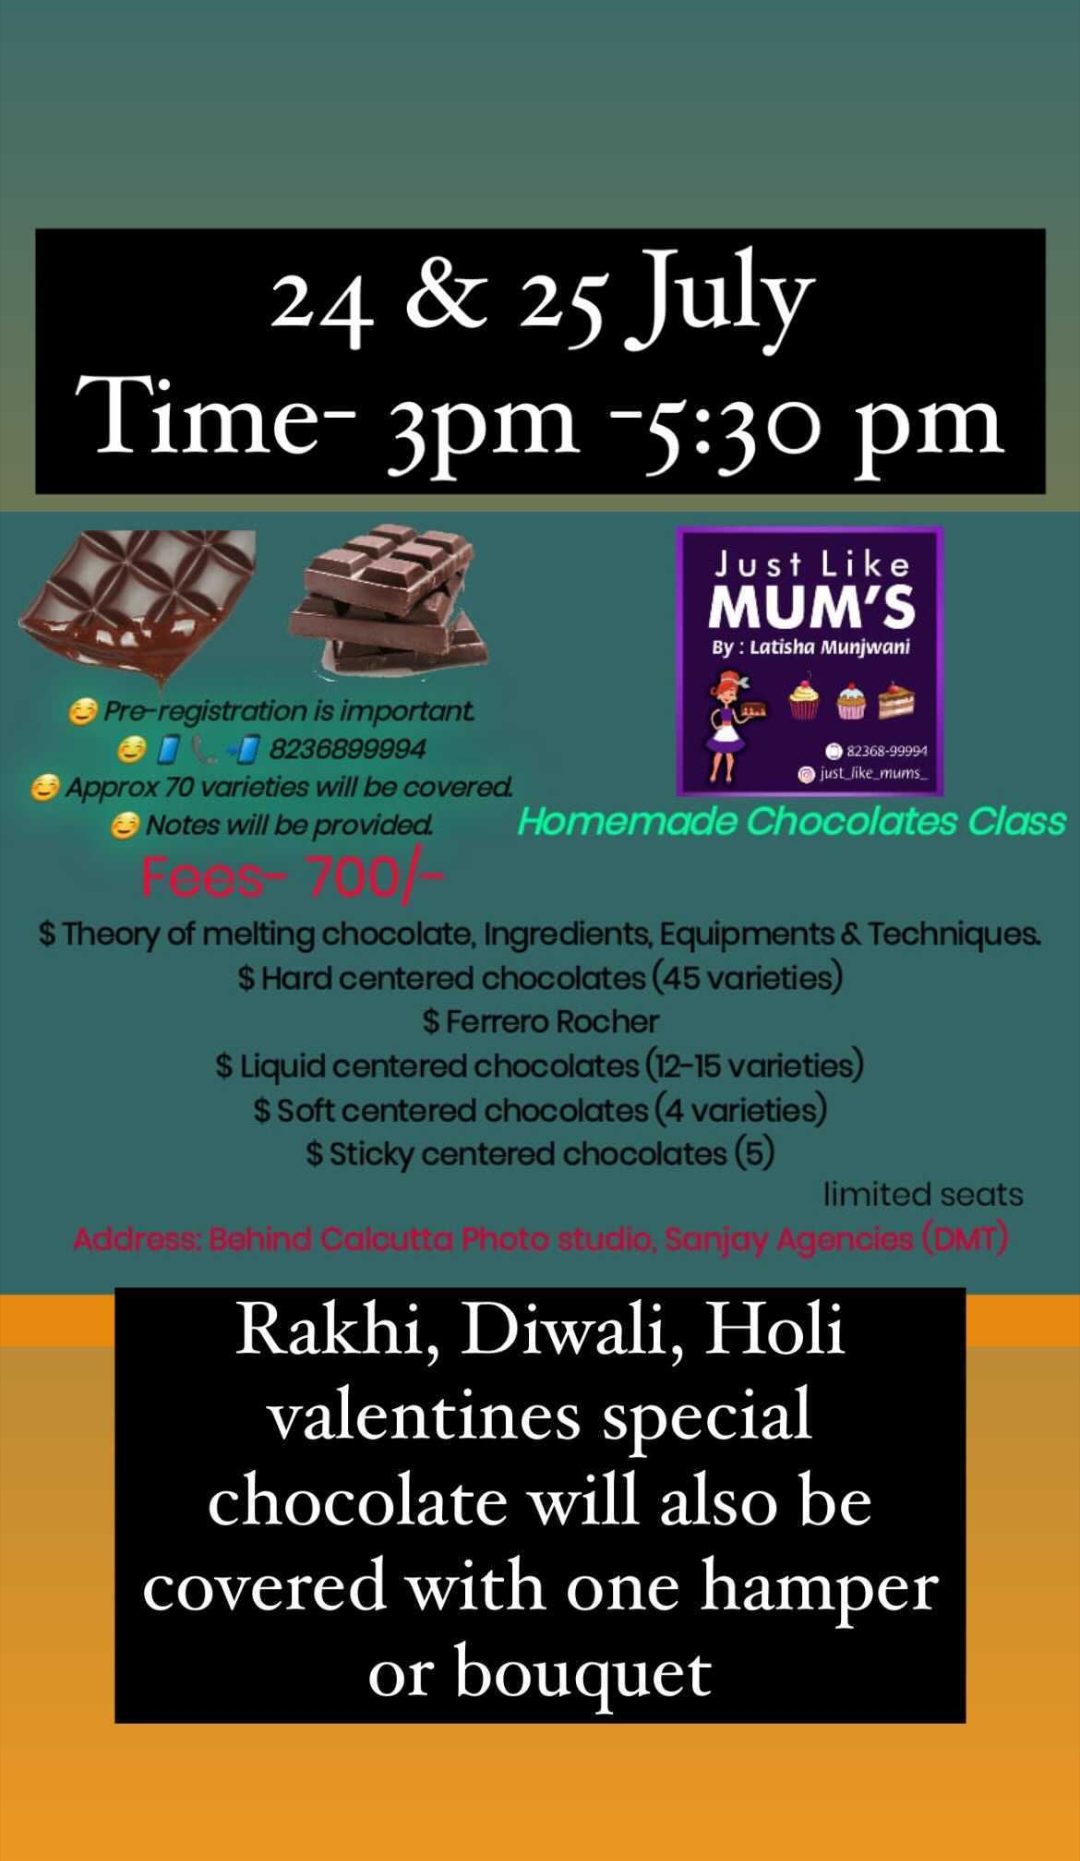 24 & 25 July
Time- 3pm -5:30 pm
Just Like
MUM'S
By : Latisha Munjwani
82368-99994
just_like_mums_
Pre-registration is important.
8236899994
Approx 70 varieties will be covered.
Notes will be provided.
Homemade Chocolates Class
Fees- 700/-
$ Theory of melting chocolate, Ingredients, Equipments & Techniques.
$ Hard centered chocolates (45 varieties)
$ Ferrero Rocher
$ Liquid centered chocolates (12-15 varieties)
$ Soft centered chocolates (4 varieties)
$ Sticky centered chocolates (5)
limited seats
Address: Behind Calcutta Photo studio, Sanjay Agencies (DMT)
Rakhi, Diwali, Holi
valentines special
chocolate will also be
covered with one hamper
or bouquet